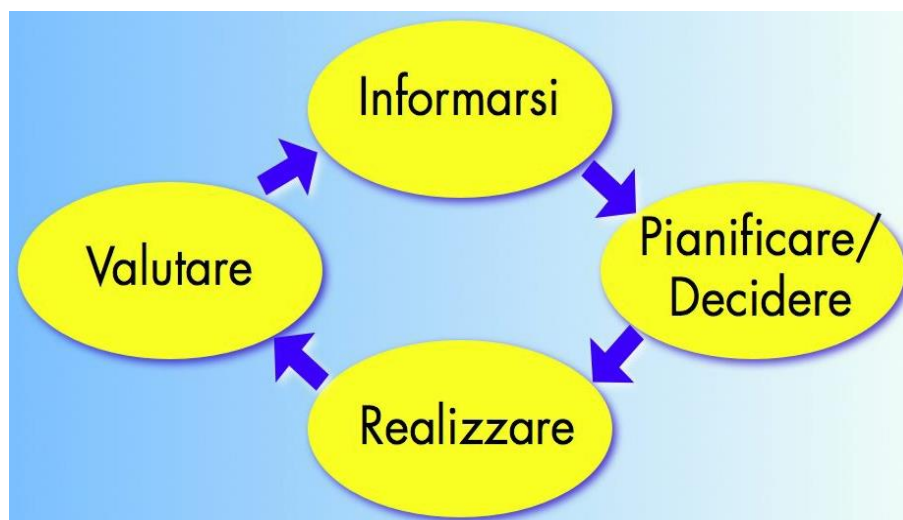 Informarsi
Pianificare/
Decidere
Realizzare
Valutare